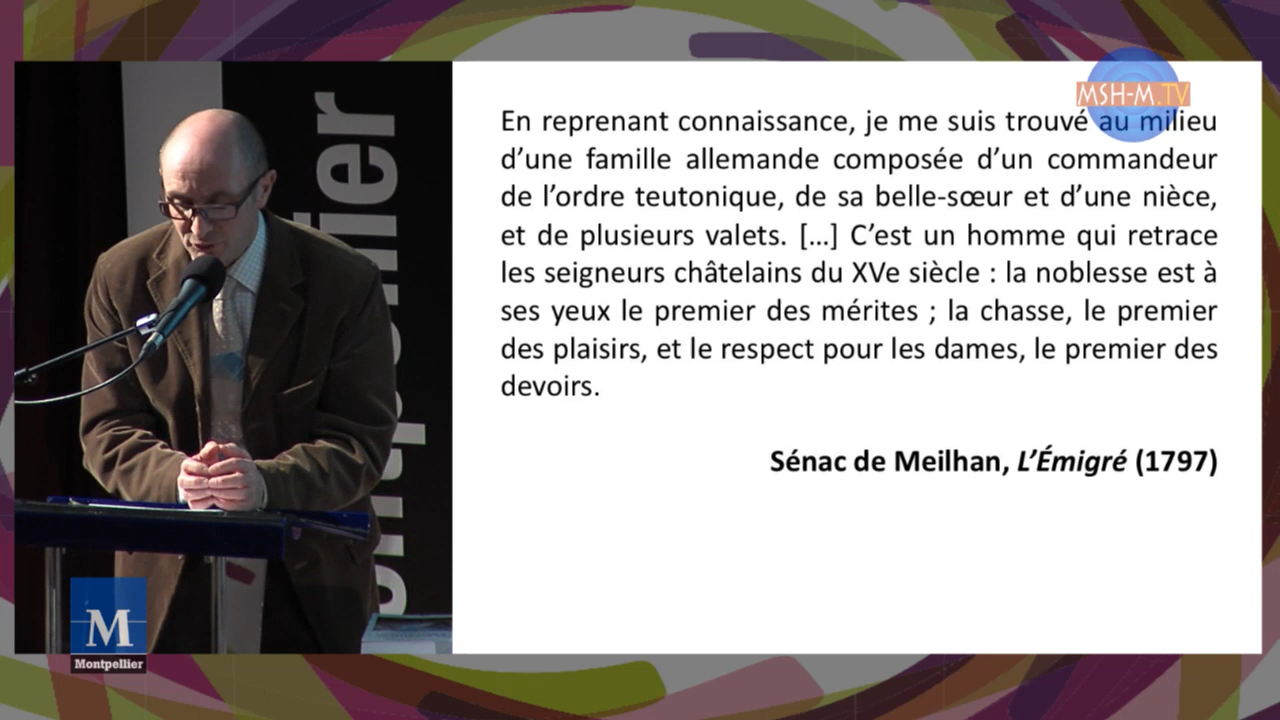 MSH-M.TV
En reprenant connaissance, je me suis trouvé au milieu
d’une famille allemande composée d’un commandeur
de l’ordre teutonique, de sa belle-sœur et d’une nièce,
et de plusieurs valets. […] C’est un homme qui retrace
les seigneurs châtelains du XVe siècle : la noblesse est à
ses yeux le premier des mérites ; la chasse, le premier
des plaisirs, et le respect pour les dames, le premier des
devoirs.
Sénac de Meilhan, L’Émigré (1797)
M
Montpellier